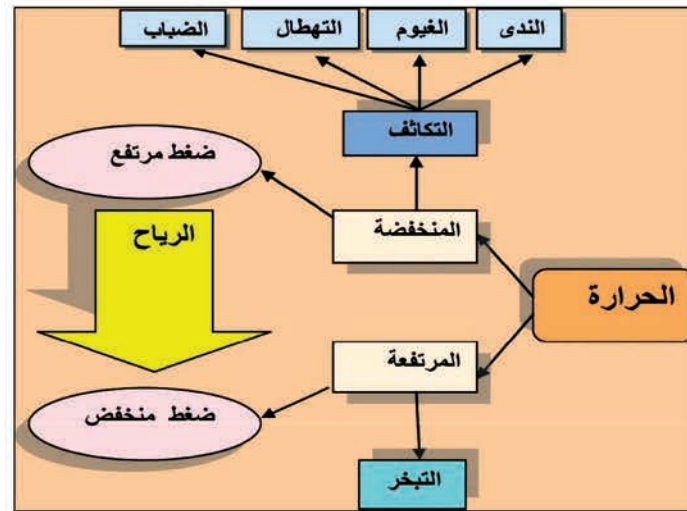 الندى
الغيوم
التهطال
الضباب
التكاثف
ضغط مرتفع
المنخفضة
الرياح
الحرارة
المرتفعة
ضغط منخفض
التبخر